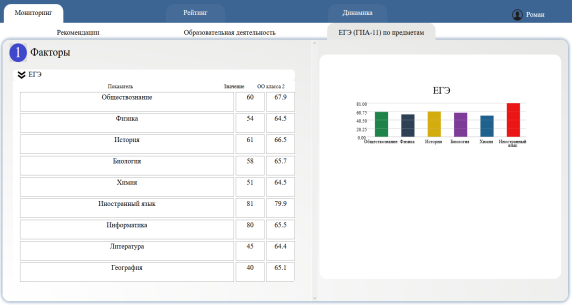 Мониторинг Рейтинг Динамика Роман
Рекомендации Образовательная деятельность ЕГЭ (ГИА-11) по предметам
1 Факторы
ЕГЭ
Показатель Значение ОО класса 2
Обществознание 60 67.9
Физика 54 64.5
История 61 66.5
Биология 58 65.7
Химия 51 64.5
Иностранный язык 81 79.9
Информатика 80 65.5
Литература 45 64.4
География 40 65.1
ЕГЭ
81.00
60.75
40.50
20.25
0.00
Обществознание Физика История Биология Химия Иностранный
язык